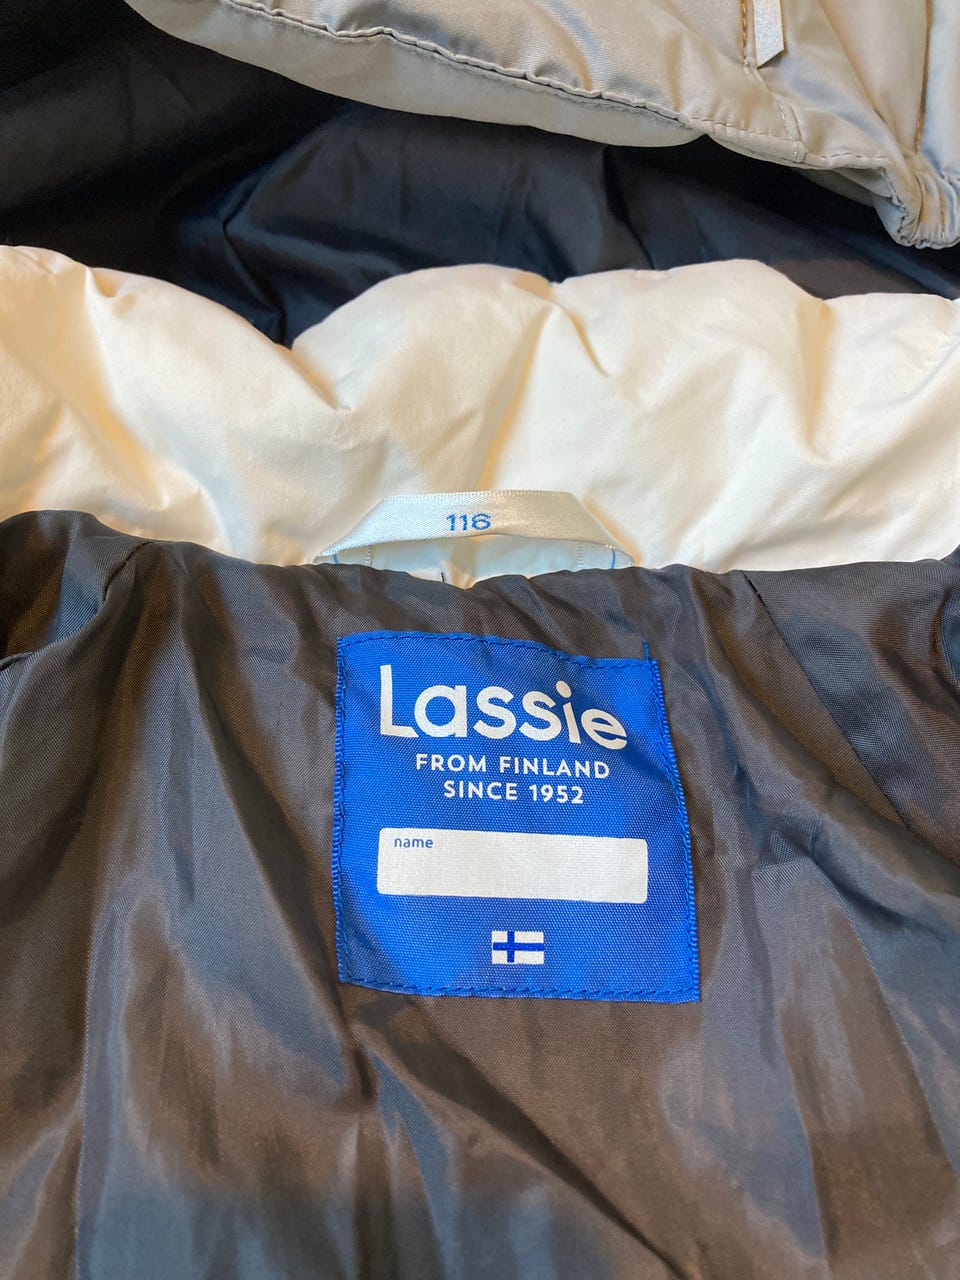 116
Lassie
FROM FINLAND
SINCE 1952
name